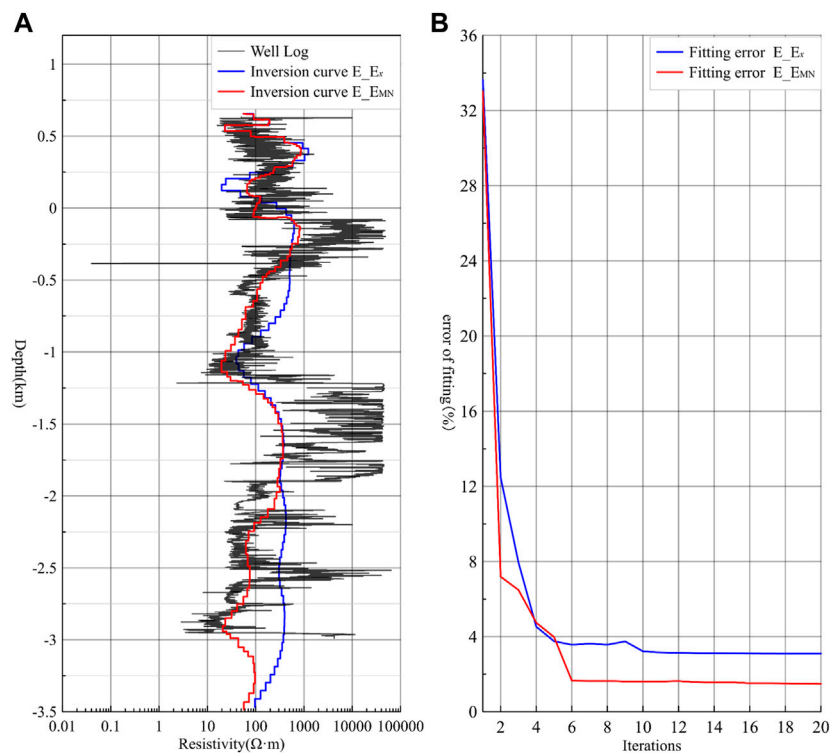 A
Well Log
Inversion curve E_Ex
Inversion curve E_EMN
1
0.5
0
-0.5
-1
-1.5
-2
-2.5
-3
-3.5
Depth(km)
0.01 0.1 1 10 100 1000 10000 100000
Resistivity(Ω·m)
B
Fitting error E_Ex
Fitting error E_EMN
36
32
28
24
20
16
12
8
4
0
error of fitting(%)
2 4 6 8 10 12 14 16 18 20
Iterations